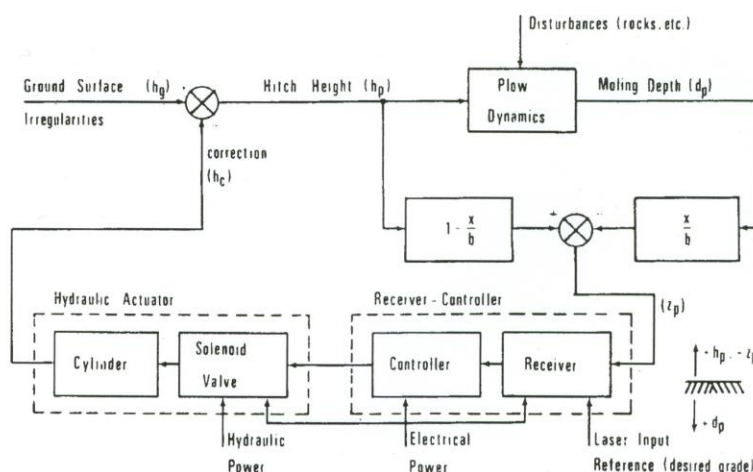 Disturbances (rocks, etc.)
Ground Surface (hg)
Irregularities
Hitch Height (hp)
Plow
Dynamics
Moling Depth (dp)
correction
(hc)
1 - x/b
+
-
x/b
(zp)
Hydraulic Actuator
Receiver - Controller
Cylinder
Solenoid
Valve
Controller
Receiver
- hp, - zp
+ dp
Hydraulic
Power
Electrical
Power
Laser Input
Reference (desired grade)